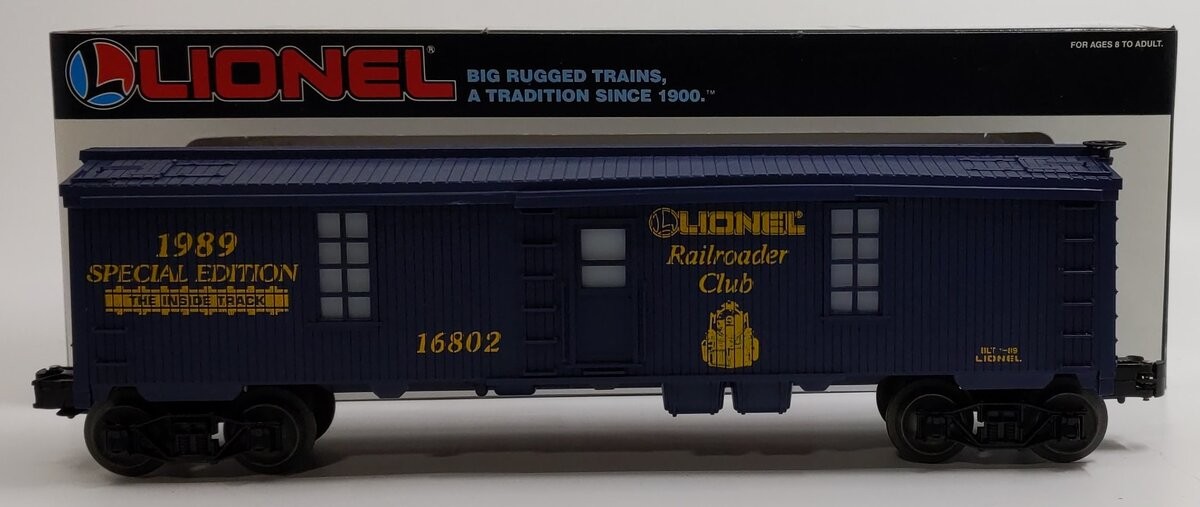 LIONEL®
BIG RUGGED TRAINS,
A TRADITION SINCE 1900.™
FOR AGES 8 TO ADULT.
1989
SPECIAL EDITION
THE INSIDE TRACK
16802
LIONEL®
Railroader
Club
BLT
LIONEL